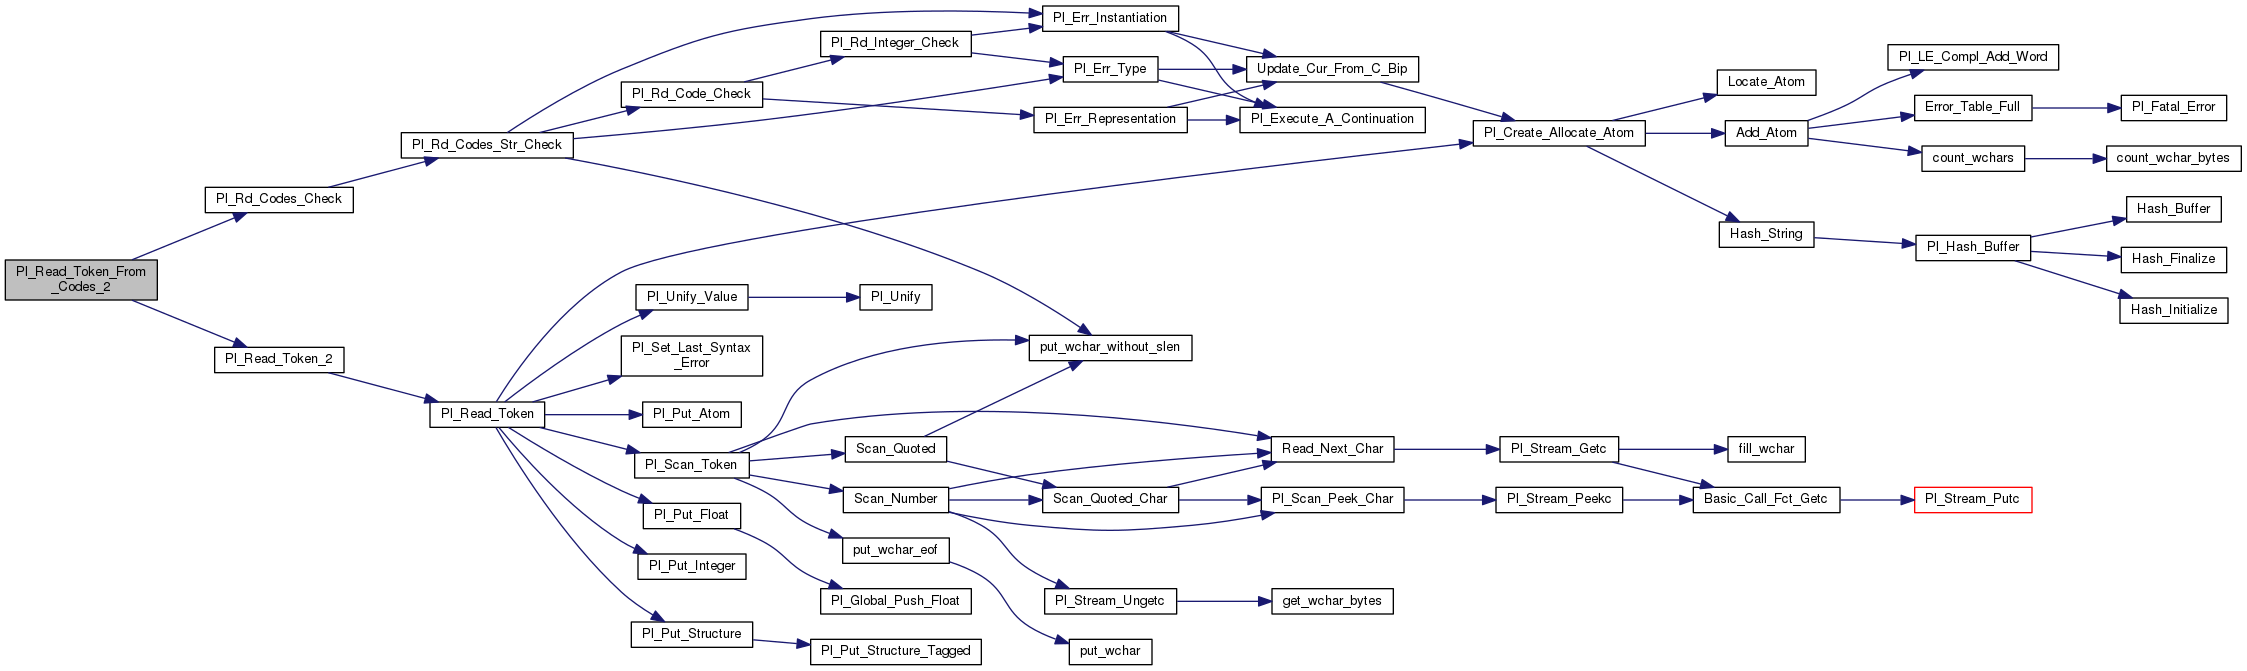 Pl_Read_Token_From
_Codes_2
Pl_Rd_Codes_Check
Pl_Read_Token_2
Pl_Rd_Codes_Str_Check
Pl_Read_Token
Pl_Rd_Code_Check
Pl_Rd_Integer_Check
Pl_Err_Instantiation
Pl_Err_Type
Pl_Err_Representation
Update_Cur_From_C_Bip
Pl_Execute_A_Continuation
Pl_Create_Allocate_Atom
Locate_Atom
Add_Atom
Hash_String
Pl_LE_Compl_Add_Word
Error_Table_Full
count_wchars
Pl_Fatal_Error
count_wchar_bytes
Pl_Hash_Buffer
Hash_Buffer
Hash_Finalize
Hash_Initialize
Pl_Unify_Value
Pl_Unify
Pl_Set_Last_Syntax
_Error
Pl_Put_Atom
Pl_Scan_Token
Pl_Put_Float
Pl_Put_Integer
Pl_Put_Structure
put_wchar_without_slen
Scan_Quoted
Scan_Number
put_wchar_eof
Pl_Global_Push_Float
Pl_Put_Structure_Tagged
Read_Next_Char
Scan_Quoted_Char
Pl_Scan_Peek_Char
Pl_Stream_Ungetc
get_wchar_bytes
put_wchar
Pl_Stream_Getc
Pl_Stream_Peekc
fill_wchar
Basic_Call_Fct_Getc
Pl_Stream_Putc